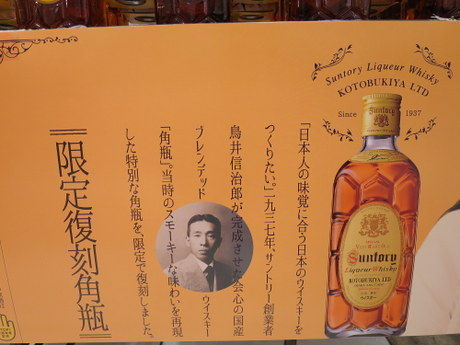 Suntory Liqueur Whisky
KOTOBUKIYA LTD
Since 1937
「日本人の味覚に合う日本のウイスキーを
つくりたい。」一九三七年、サントリー創業者
鳥井信治郎が完成させた会心の国産
ブレンデッドウイスキー
「角瓶」。当時のスモーキーな味わいを再現
した特別な角瓶を、限定で復刻しました。
限定復刻角瓶
Suntory
Liqueur Whisky
KOTOBUKIYA LTD
ウイスキー